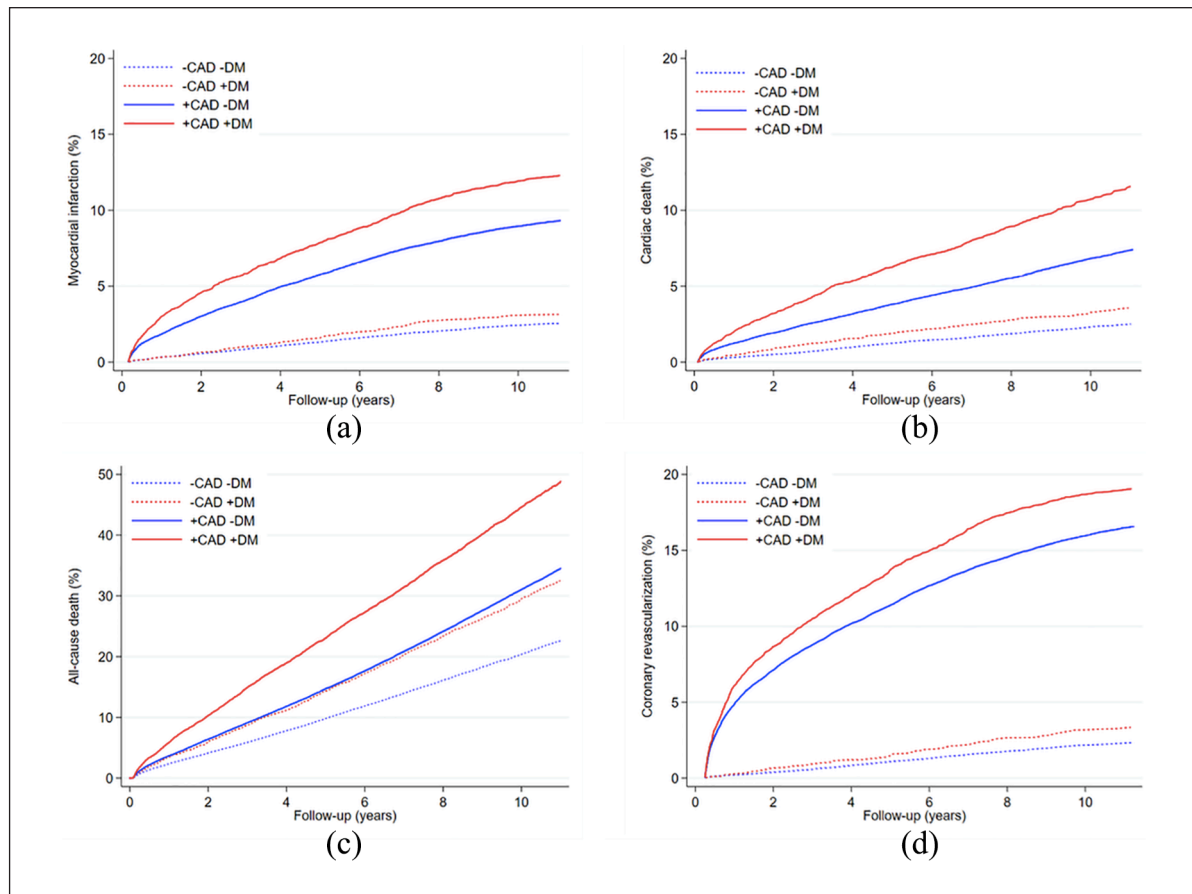 20
15
10
5
0
Myocardial infarction (%)
-CAD -DM
-CAD +DM
+CAD -DM
+CAD +DM
0 2 4 6 8 10
Follow-up (years)
(a)
20
15
10
5
0
Cardiac death (%)
-CAD -DM
-CAD +DM
+CAD -DM
+CAD +DM
0 2 4 6 8 10
Follow-up (years)
(b)
50
40
30
20
10
0
All-cause death (%)
-CAD -DM
-CAD +DM
+CAD -DM
+CAD +DM
0 2 4 6 8 10
Follow-up (years)
(c)
20
15
10
5
0
Coronary revascularization (%)
-CAD -DM
-CAD +DM
+CAD -DM
+CAD +DM
0 2 4 6 8 10
Follow-up (years)
(d)